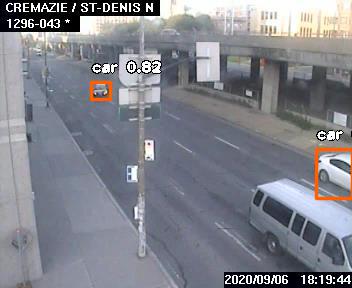 CREMAZIE / ST-DENIS N
1296-043 *
car 0.82
car
2020/09/06 18:19:44